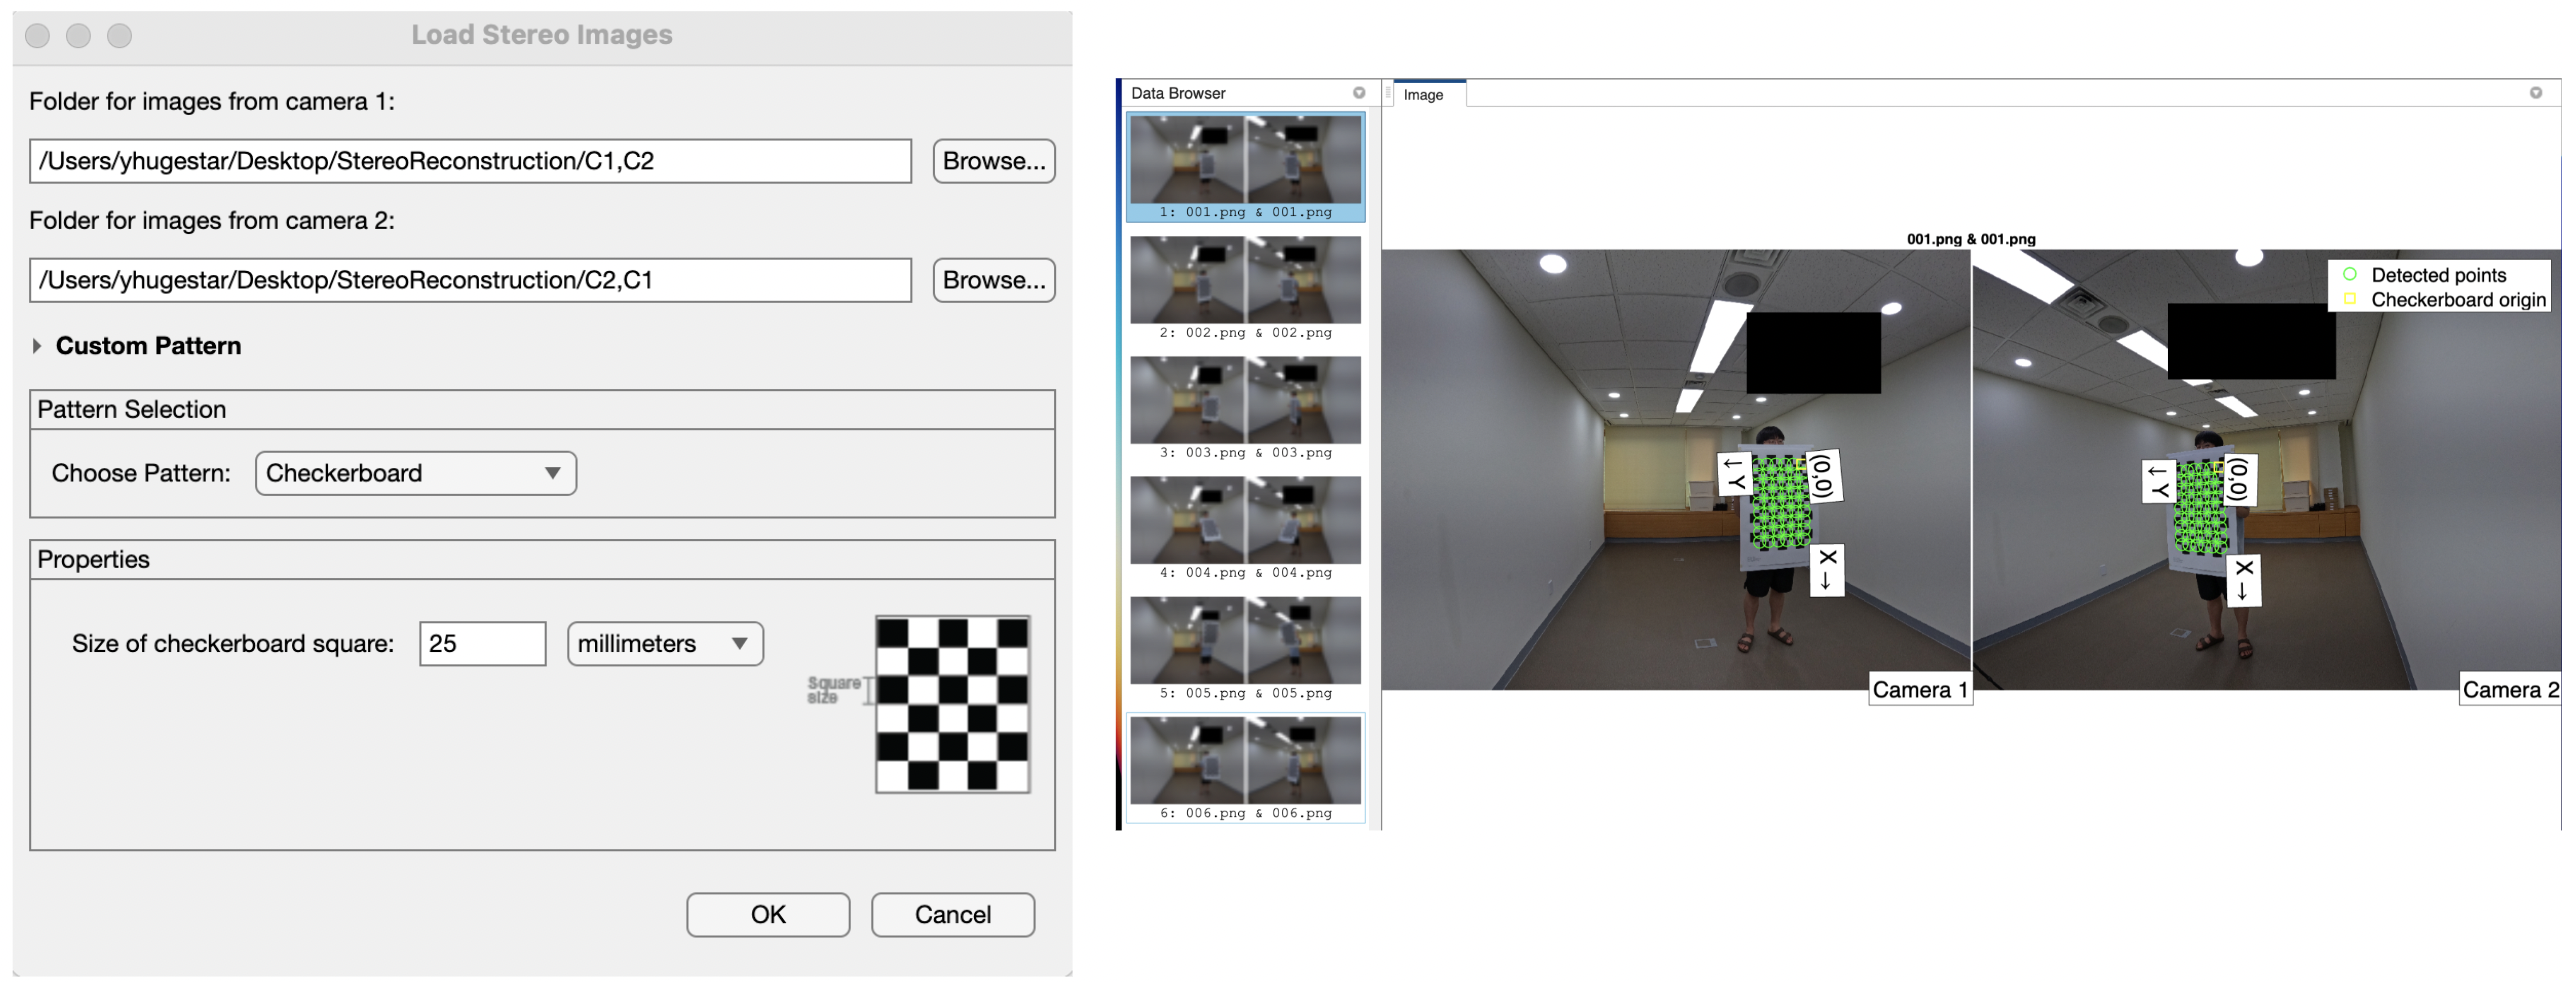 Load Stereo Images
Folder for images from camera 1:
/Users/yhugestar/Desktop/StereoReconstruction/C1,C2
Browse...
Folder for images from camera 2:
/Users/yhugestar/Desktop/StereoReconstruction/C2,C1
Browse...
Custom Pattern
Pattern Selection
Choose Pattern:
Checkerboard
Properties
Size of checkerboard square:
25
millimeters
Square
size
OK
Cancel
Data Browser
1: 001.png & 001.png
2: 002.png & 002.png
3: 003.png & 003.png
4: 004.png & 004.png
5: 005.png & 005.png
6: 006.png & 006.png
Image
001.png & 001.png
Detected points
Checkerboard origin
←Y
(0,0)
X→
Camera 1
←Y
(0,0)
X→
Camera 2